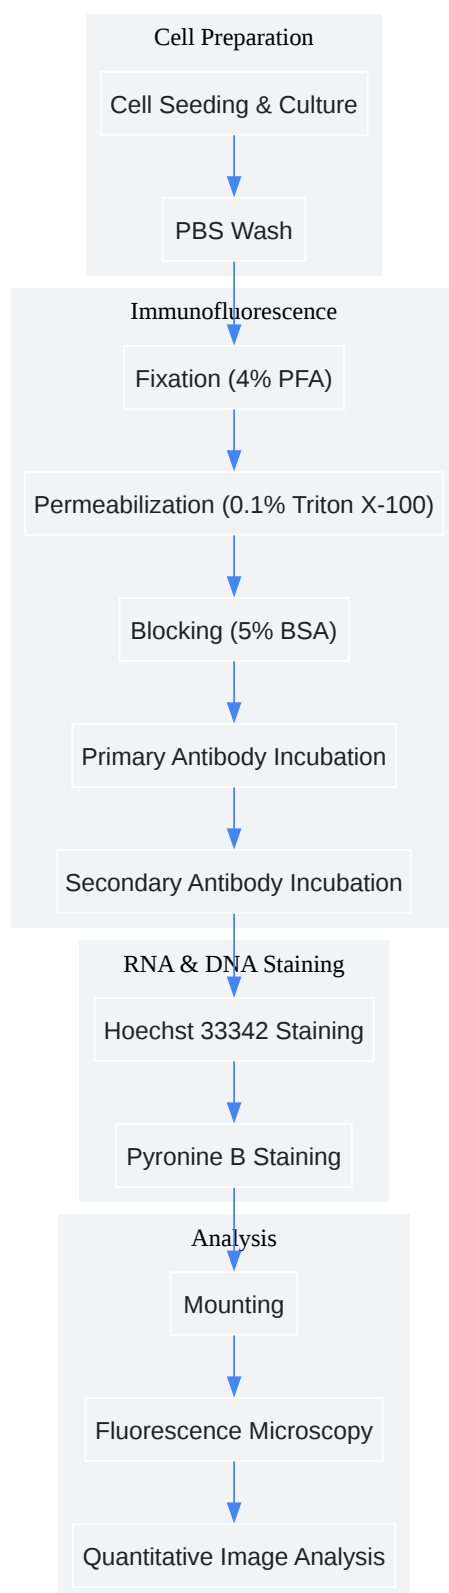 Cell Preparation
Cell Seeding & Culture
PBS Wash
Immunofluorescence
Fixation (4% PFA)
Permeabilization (0.1% Triton X-100)
Blocking (5% BSA)
Primary Antibody Incubation
Secondary Antibody Incubation
RNA & DNA Staining
Hoechst 33342 Staining
Pyronine B Staining
Analysis
Mounting
Fluorescence Microscopy
Quantitative Image Analysis